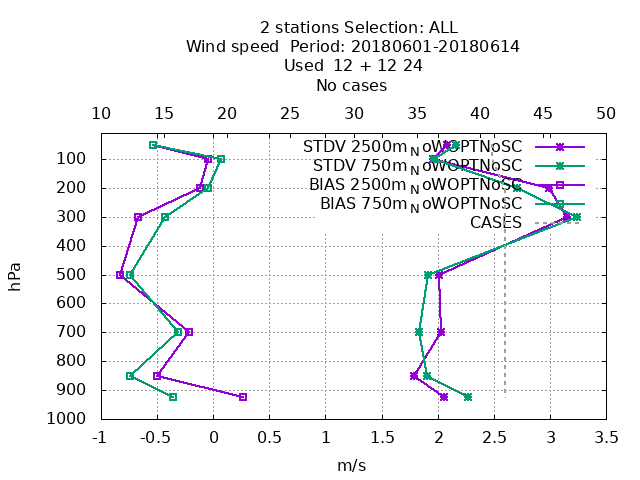 2 stations Selection: ALL
Wind speed  Period: 20180601-20180614
Used  12 + 12 24
No cases
10 15 20 25 30 35 40 45 50
STDV 2500m_NoWOPTNoSC
STDV 750m_NoWOPTNoSC
BIAS 2500m_NoWOPTNoSC
BIAS 750m_NoWOPTNoSC
CASES
100
200
300
400
500
600
700
800
900
1000
hPa
-1 -0.5 0 0.5 1 1.5 2 2.5 3 3.5
m/s